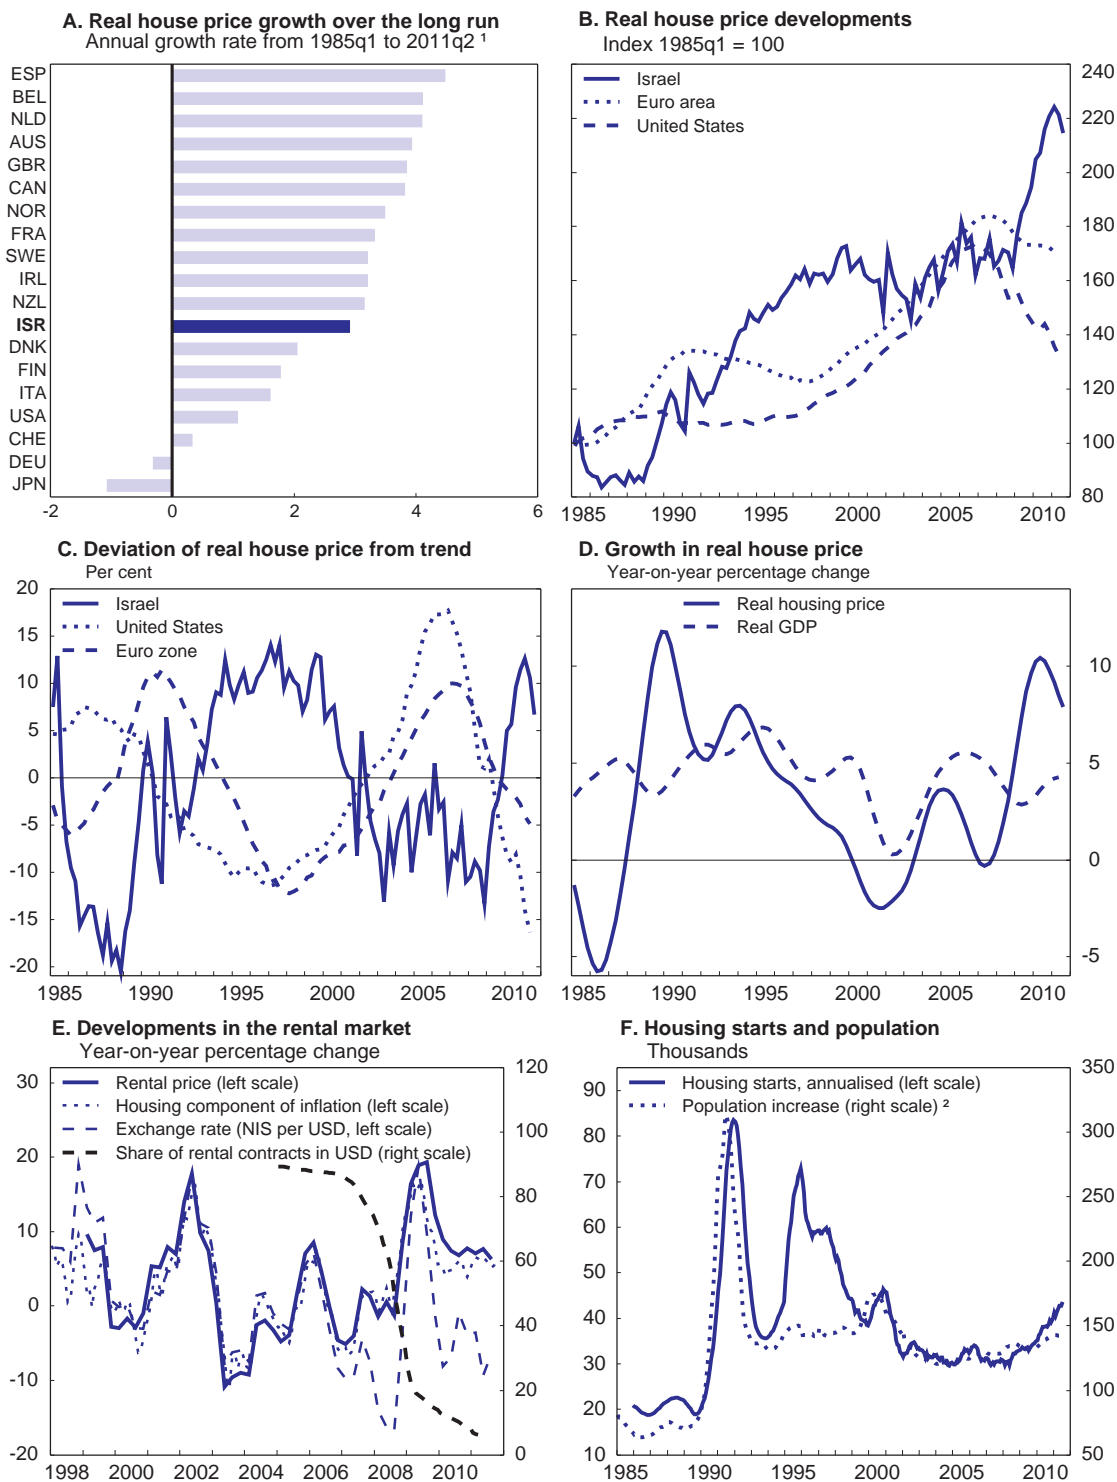 A. Real house price growth over the long run
Annual growth rate from 1985q1 to 2011q2 ¹
ESP
BEL
NLD
AUS
GBR
CAN
NOR
FRA
SWE
IRL
NZL
ISR
DNK
FIN
ITA
USA
CHE
DEU
JPN
-2 0 2 4 6
B. Real house price developments
Index 1985q1 = 100
Israel
Euro area
United States
240
220
200
180
160
140
120
100
80
1985 1990 1995 2000 2005 2010
C. Deviation of real house price from trend
Per cent
Israel
United States
Euro zone
20
15
10
5
0
-5
-10
-15
-20
1985 1990 1995 2000 2005 2010
D. Growth in real house price
Year-on-year percentage change
Real housing price
Real GDP
10
5
0
-5
1985 1990 1995 2000 2005 2010
E. Developments in the rental market
Year-on-year percentage change
Rental price (left scale)
Housing component of inflation (left scale)
Exchange rate (NIS per USD, left scale)
Share of rental contracts in USD (right scale)
30
20
10
0
-10
-20
120
100
80
60
40
20
0
1998 2000 2002 2004 2006 2008 2010
F. Housing starts and population
Thousands
Housing starts, annualised (left scale)
Population increase (right scale) ²
90
80
70
60
50
40
30
20
10
350
300
250
200
150
100
50
1985 1990 1995 2000 2005 2010